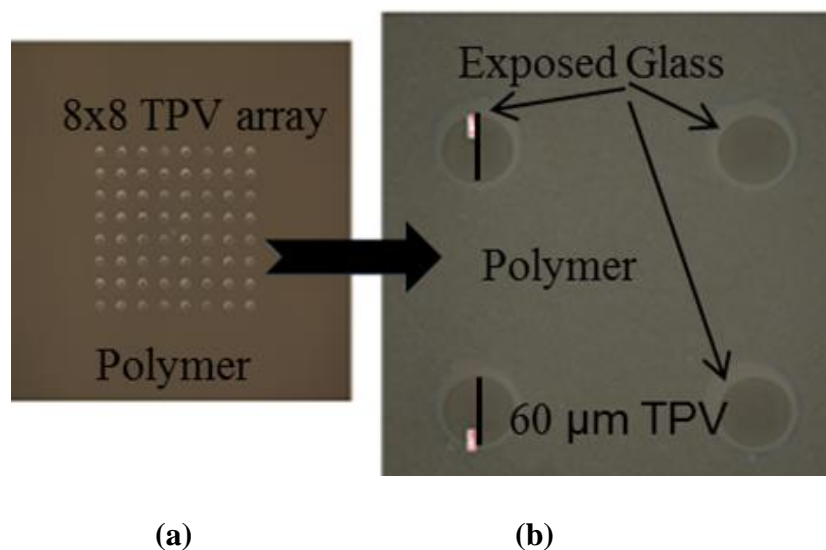 8x8 TPV array
Polymer
Exposed Glass
Polymer
60 µm TPV
(a)
(b)